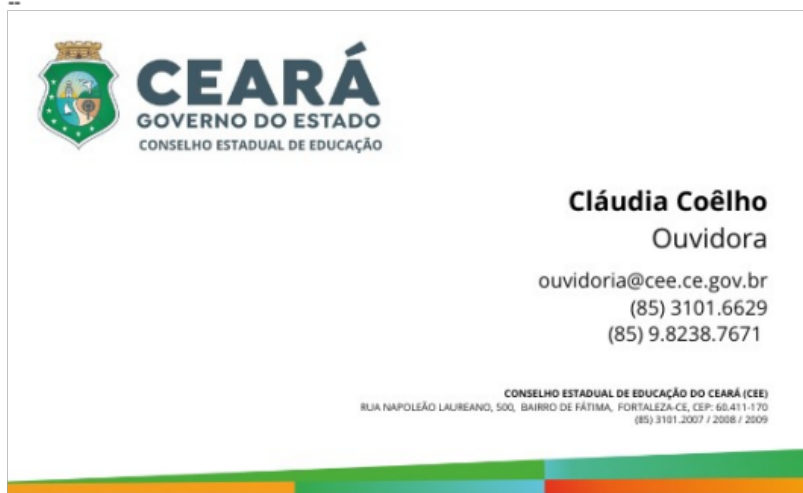 --
CEARÁ
GOVERNO DO ESTADO
CONSELHO ESTADUAL DE EDUCAÇÃO
Cláudia Coêlho
Ouvidora
ouvidoria@cee.ce.gov.br
(85) 3101.6629
(85) 9.8238.7671
CONSELHO ESTADUAL DE EDUCAÇÃO DO CEARÁ (CEE)
RUA NAPOLEÃO LAUREANO, 500, BAIRRO DE FÁTIMA, FORTALEZA-CE, CEP: 60.411-170
(85) 3101.2007 / 2008 / 2009